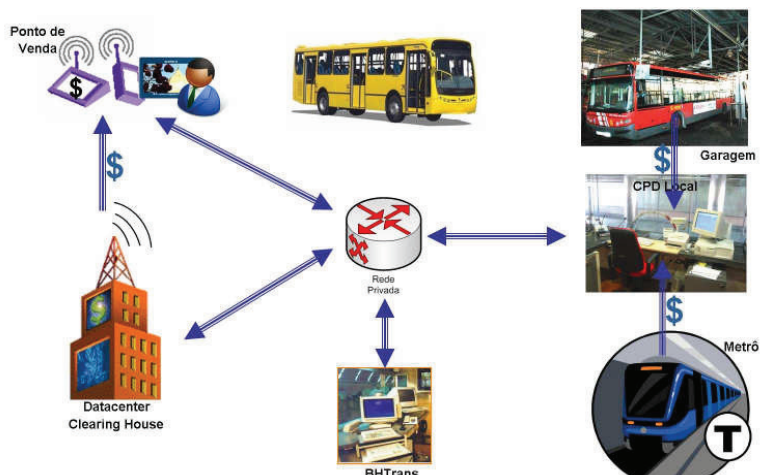 Ponto de
Venda
$
$
Garagem
$
CPD Local
Rede
Privada
$
Metrô
T
Datacenter
Clearing House
BHTrans